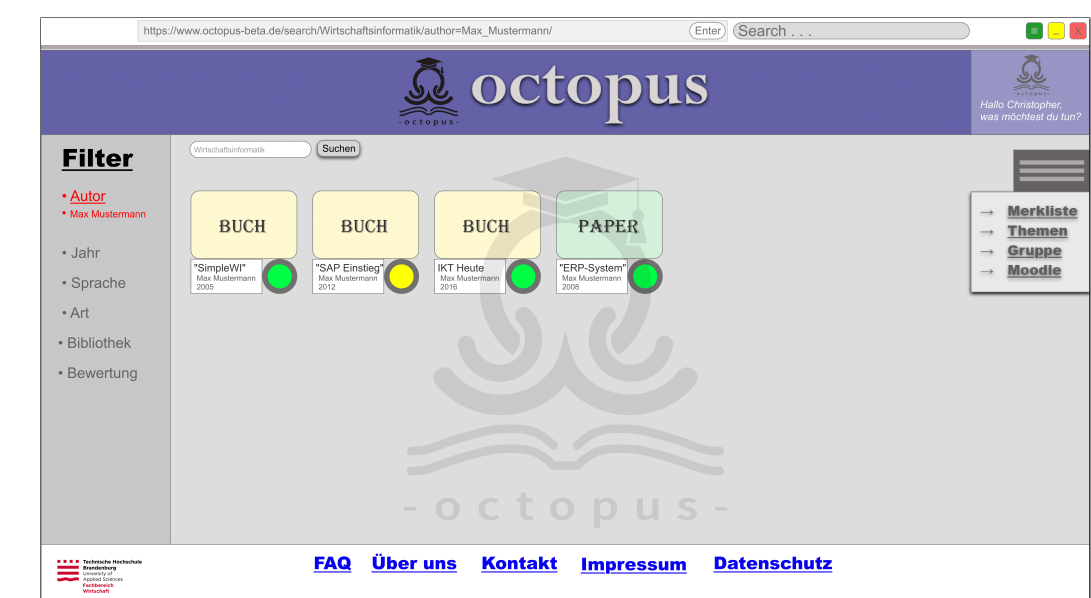 https://www.octopus-beta.de/search/Wirtschaftsinformatik/author=Max_Mustermann/
Enter
Search . . .
octopus
-octopus-
-octopus-
Hallo Christopher,
was möchtest du tun?
Filter
• Autor
• Max Mustermann
• Jahr
• Sprache
• Art
• Bibliothek
• Bewertung
Wirtschaftsinformatik
Suchen
BUCH
"SimpleWI"
Max Mustermann
2005
BUCH
"SAP Einstieg"
Max Mustermann
2012
BUCH
IKT Heute
Max Mustermann
2016
PAPER
"ERP-System"
Max Mustermann
2008
→ Merkliste
→ Themen
→ Gruppe
→ Moodle
-octopus-
Technische Hochschule
Brandenburg
University of
Applied Sciences
Fachbereich
Wirtschaft
FAQ
Über uns
Kontakt
Impressum
Datenschutz